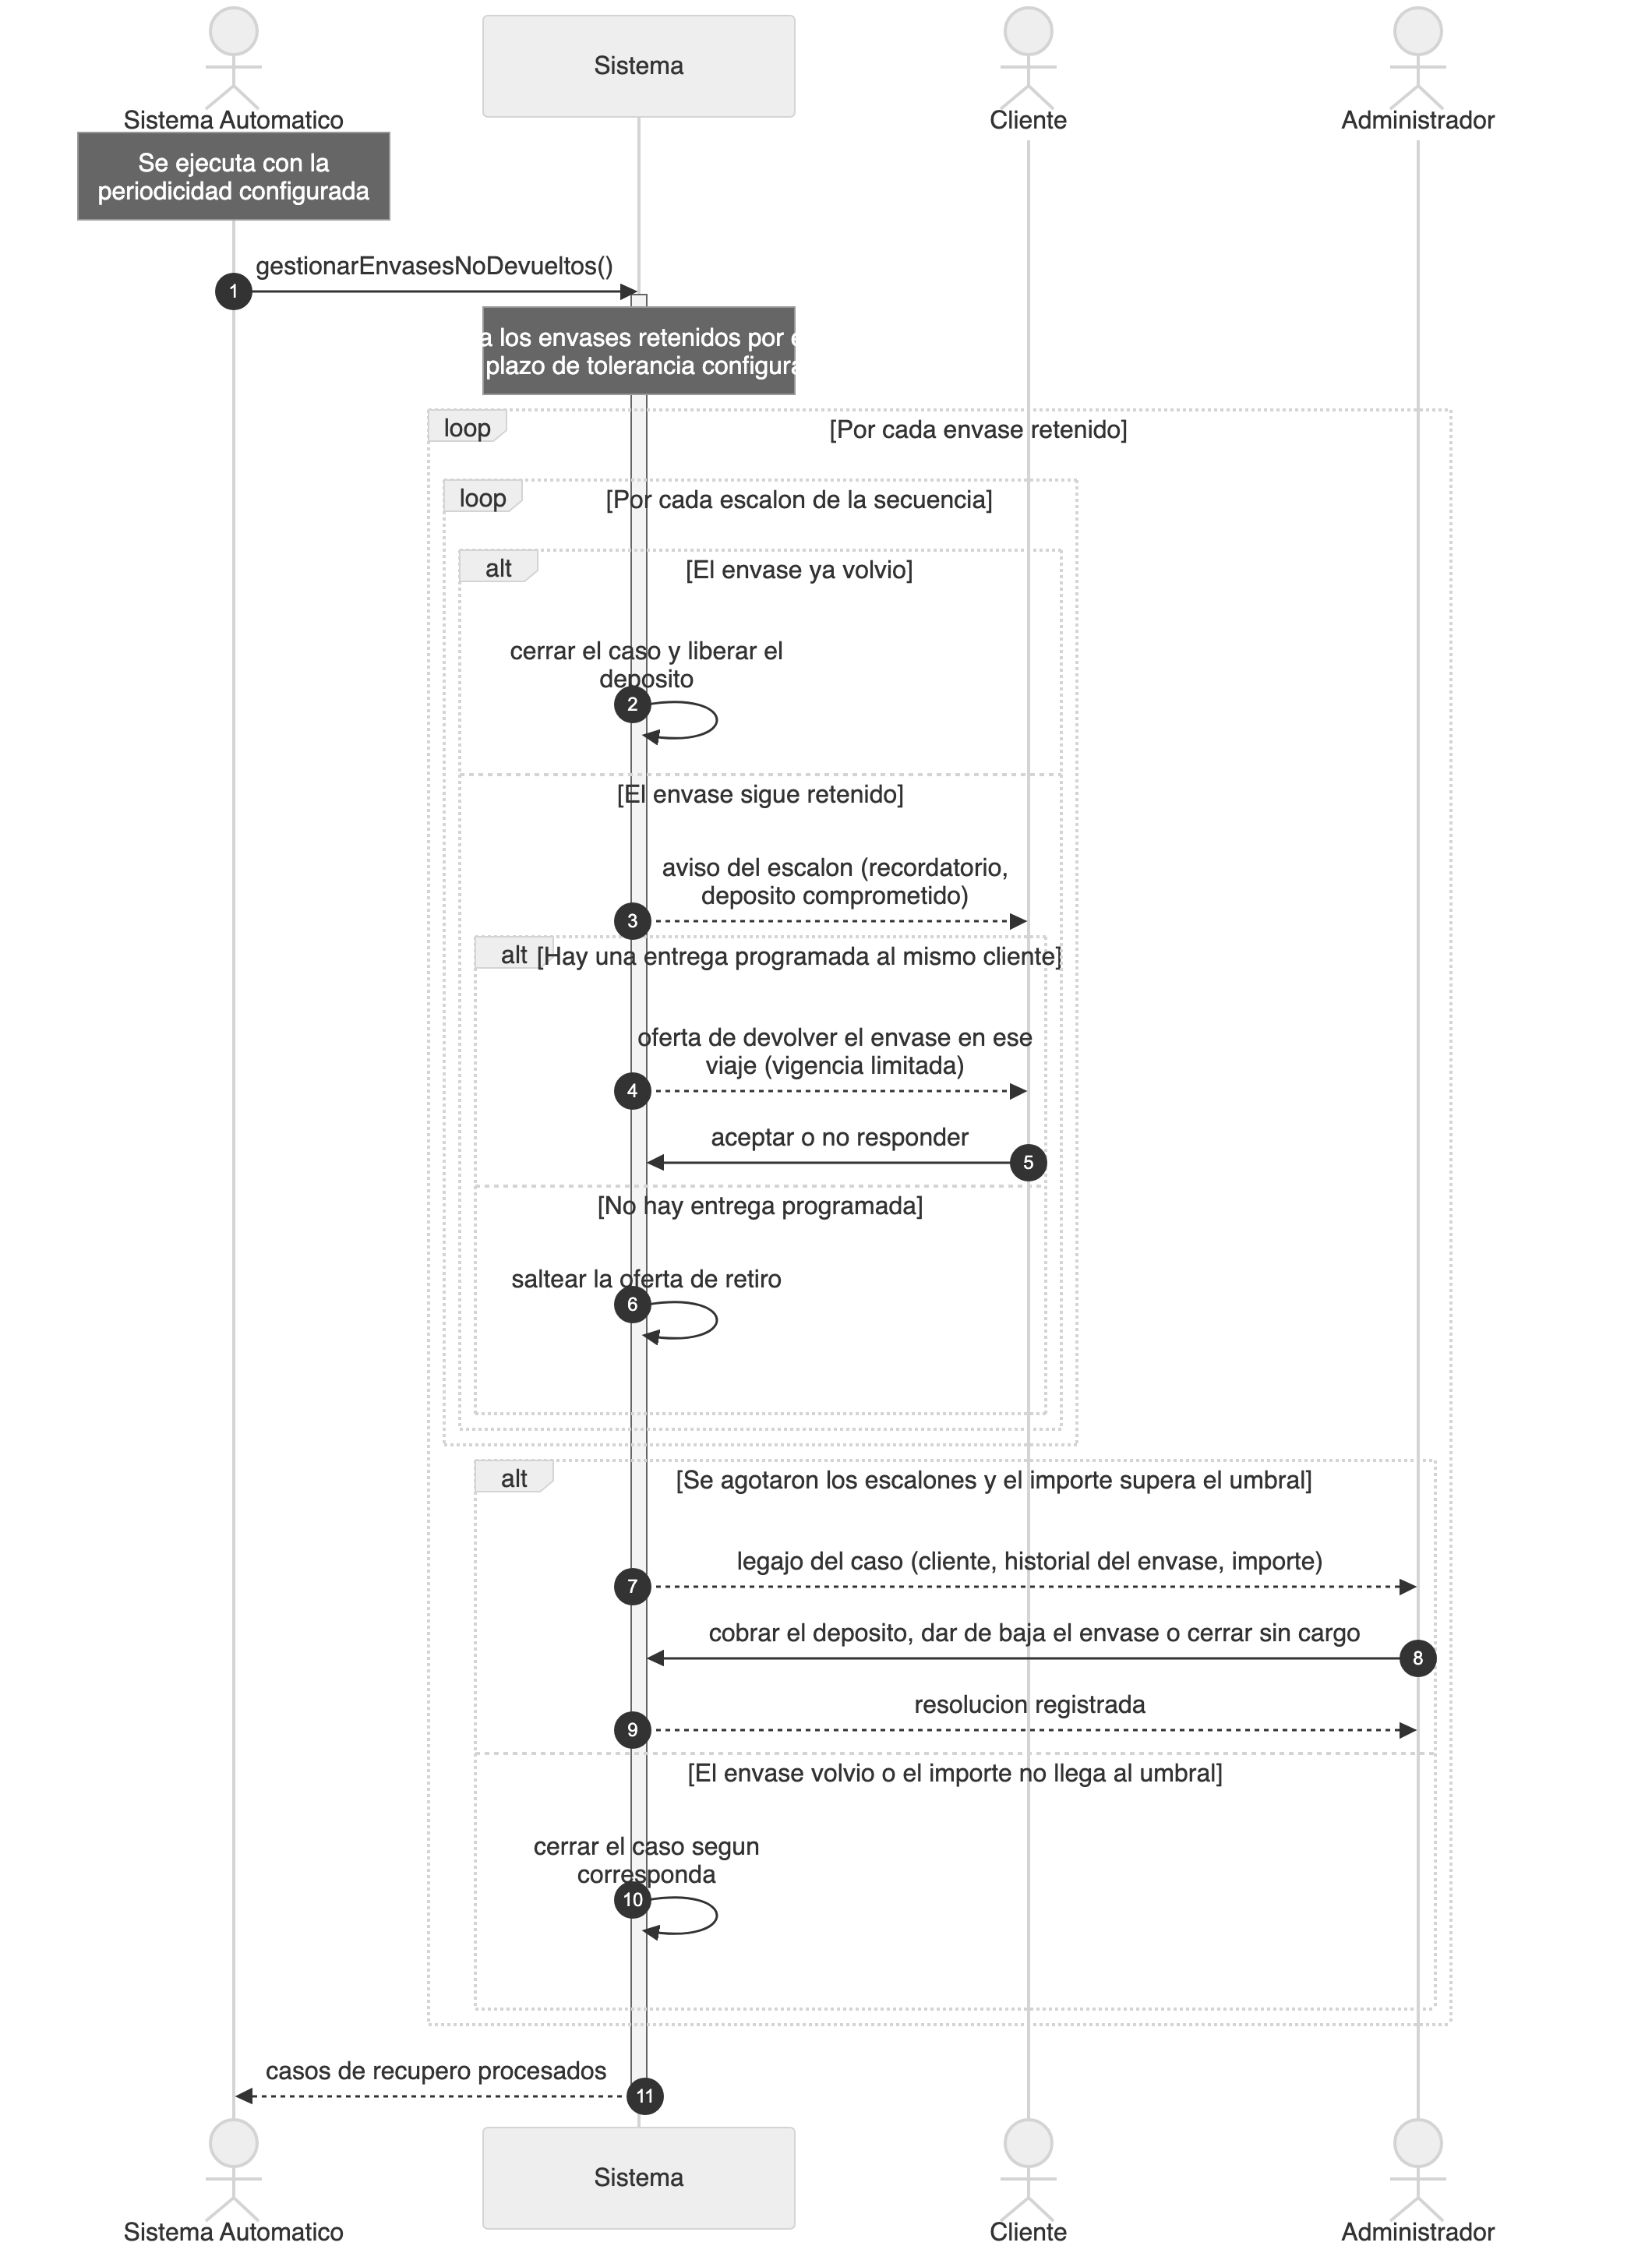 Sistema Automatico
Sistema
Cliente
Administrador
Se ejecuta con la
periodicidad configurada
1
gestionarEnvasesNoDevueltos()
a los envases retenidos por
plazo de tolerancia
loop
[Por cada envase retenido]
loop
[Por cada escalon de la secuencia]
alt
[El envase ya volvio]
cerrar el caso y liberar el
deposito
2
[El envase sigue retenido]
aviso del escalon (recordatorio,
deposito comprometido)
3
alt
[Hay una entrega programada al mismo cliente]
oferta de devolver el envase en ese
viaje (vigencia limitada)
4
aceptar o no responder
5
[No hay entrega programada]
saltear la oferta de retiro
6
alt
[Se agotaron los escalones y el importe supera el umbral]
legajo del caso (cliente, historial del envase, importe)
7
cobrar el deposito, dar de baja el envase o cerrar sin cargo
8
resolucion registrada
9
[El envase volvio o el importe no llega al umbral]
cerrar el caso segun
corresponda
10
casos de recupero procesados
11
Sistema Automatico
Sistema
Cliente
Administrador